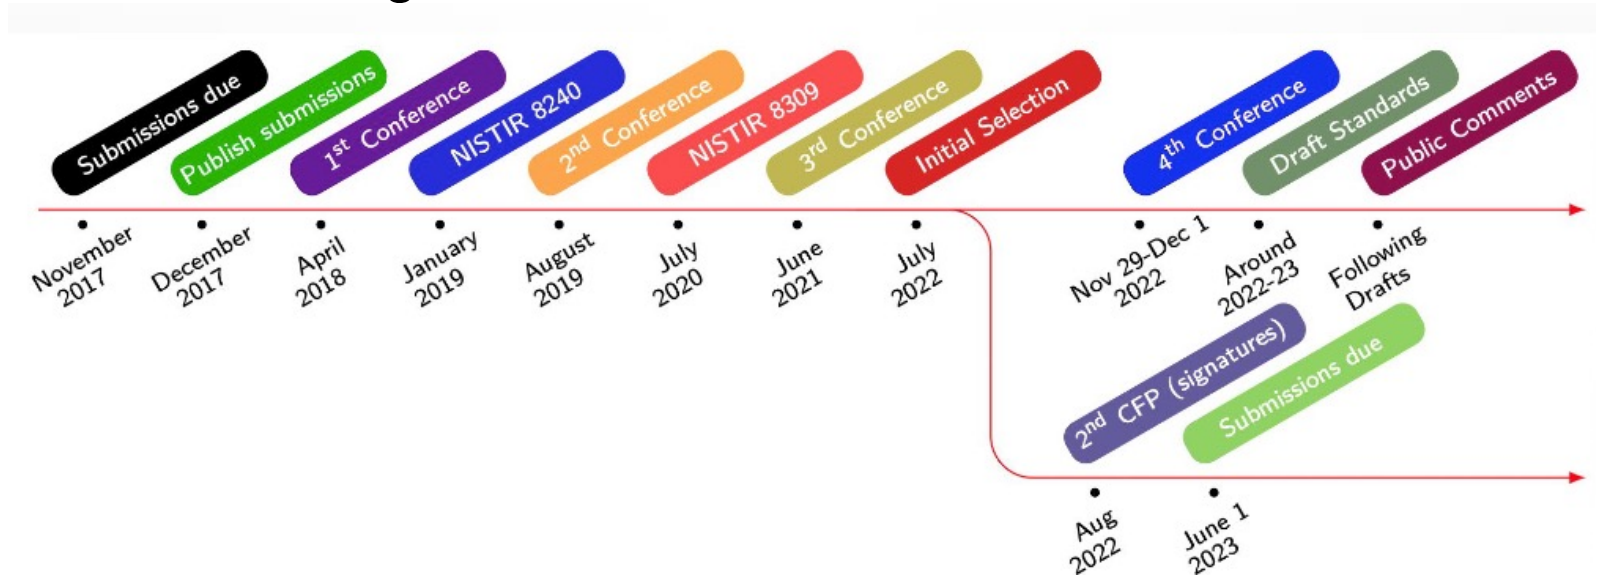 Submissions due
Publish submissions
1st Conference
NISTIR 8240
2nd Conference
NISTIR 8309
3rd Conference
Initial Selection
4th Conference
Draft Standards
Public Comments
November
2017
December
2017
April
2018
January
2019
August
2019
July
2020
June
2021
July
2022
Nov 29-Dec 1
2022
Around
2022-23
Following
Drafts
2nd CFP (signatures)
Submissions due
Aug
2022
June 1
2023